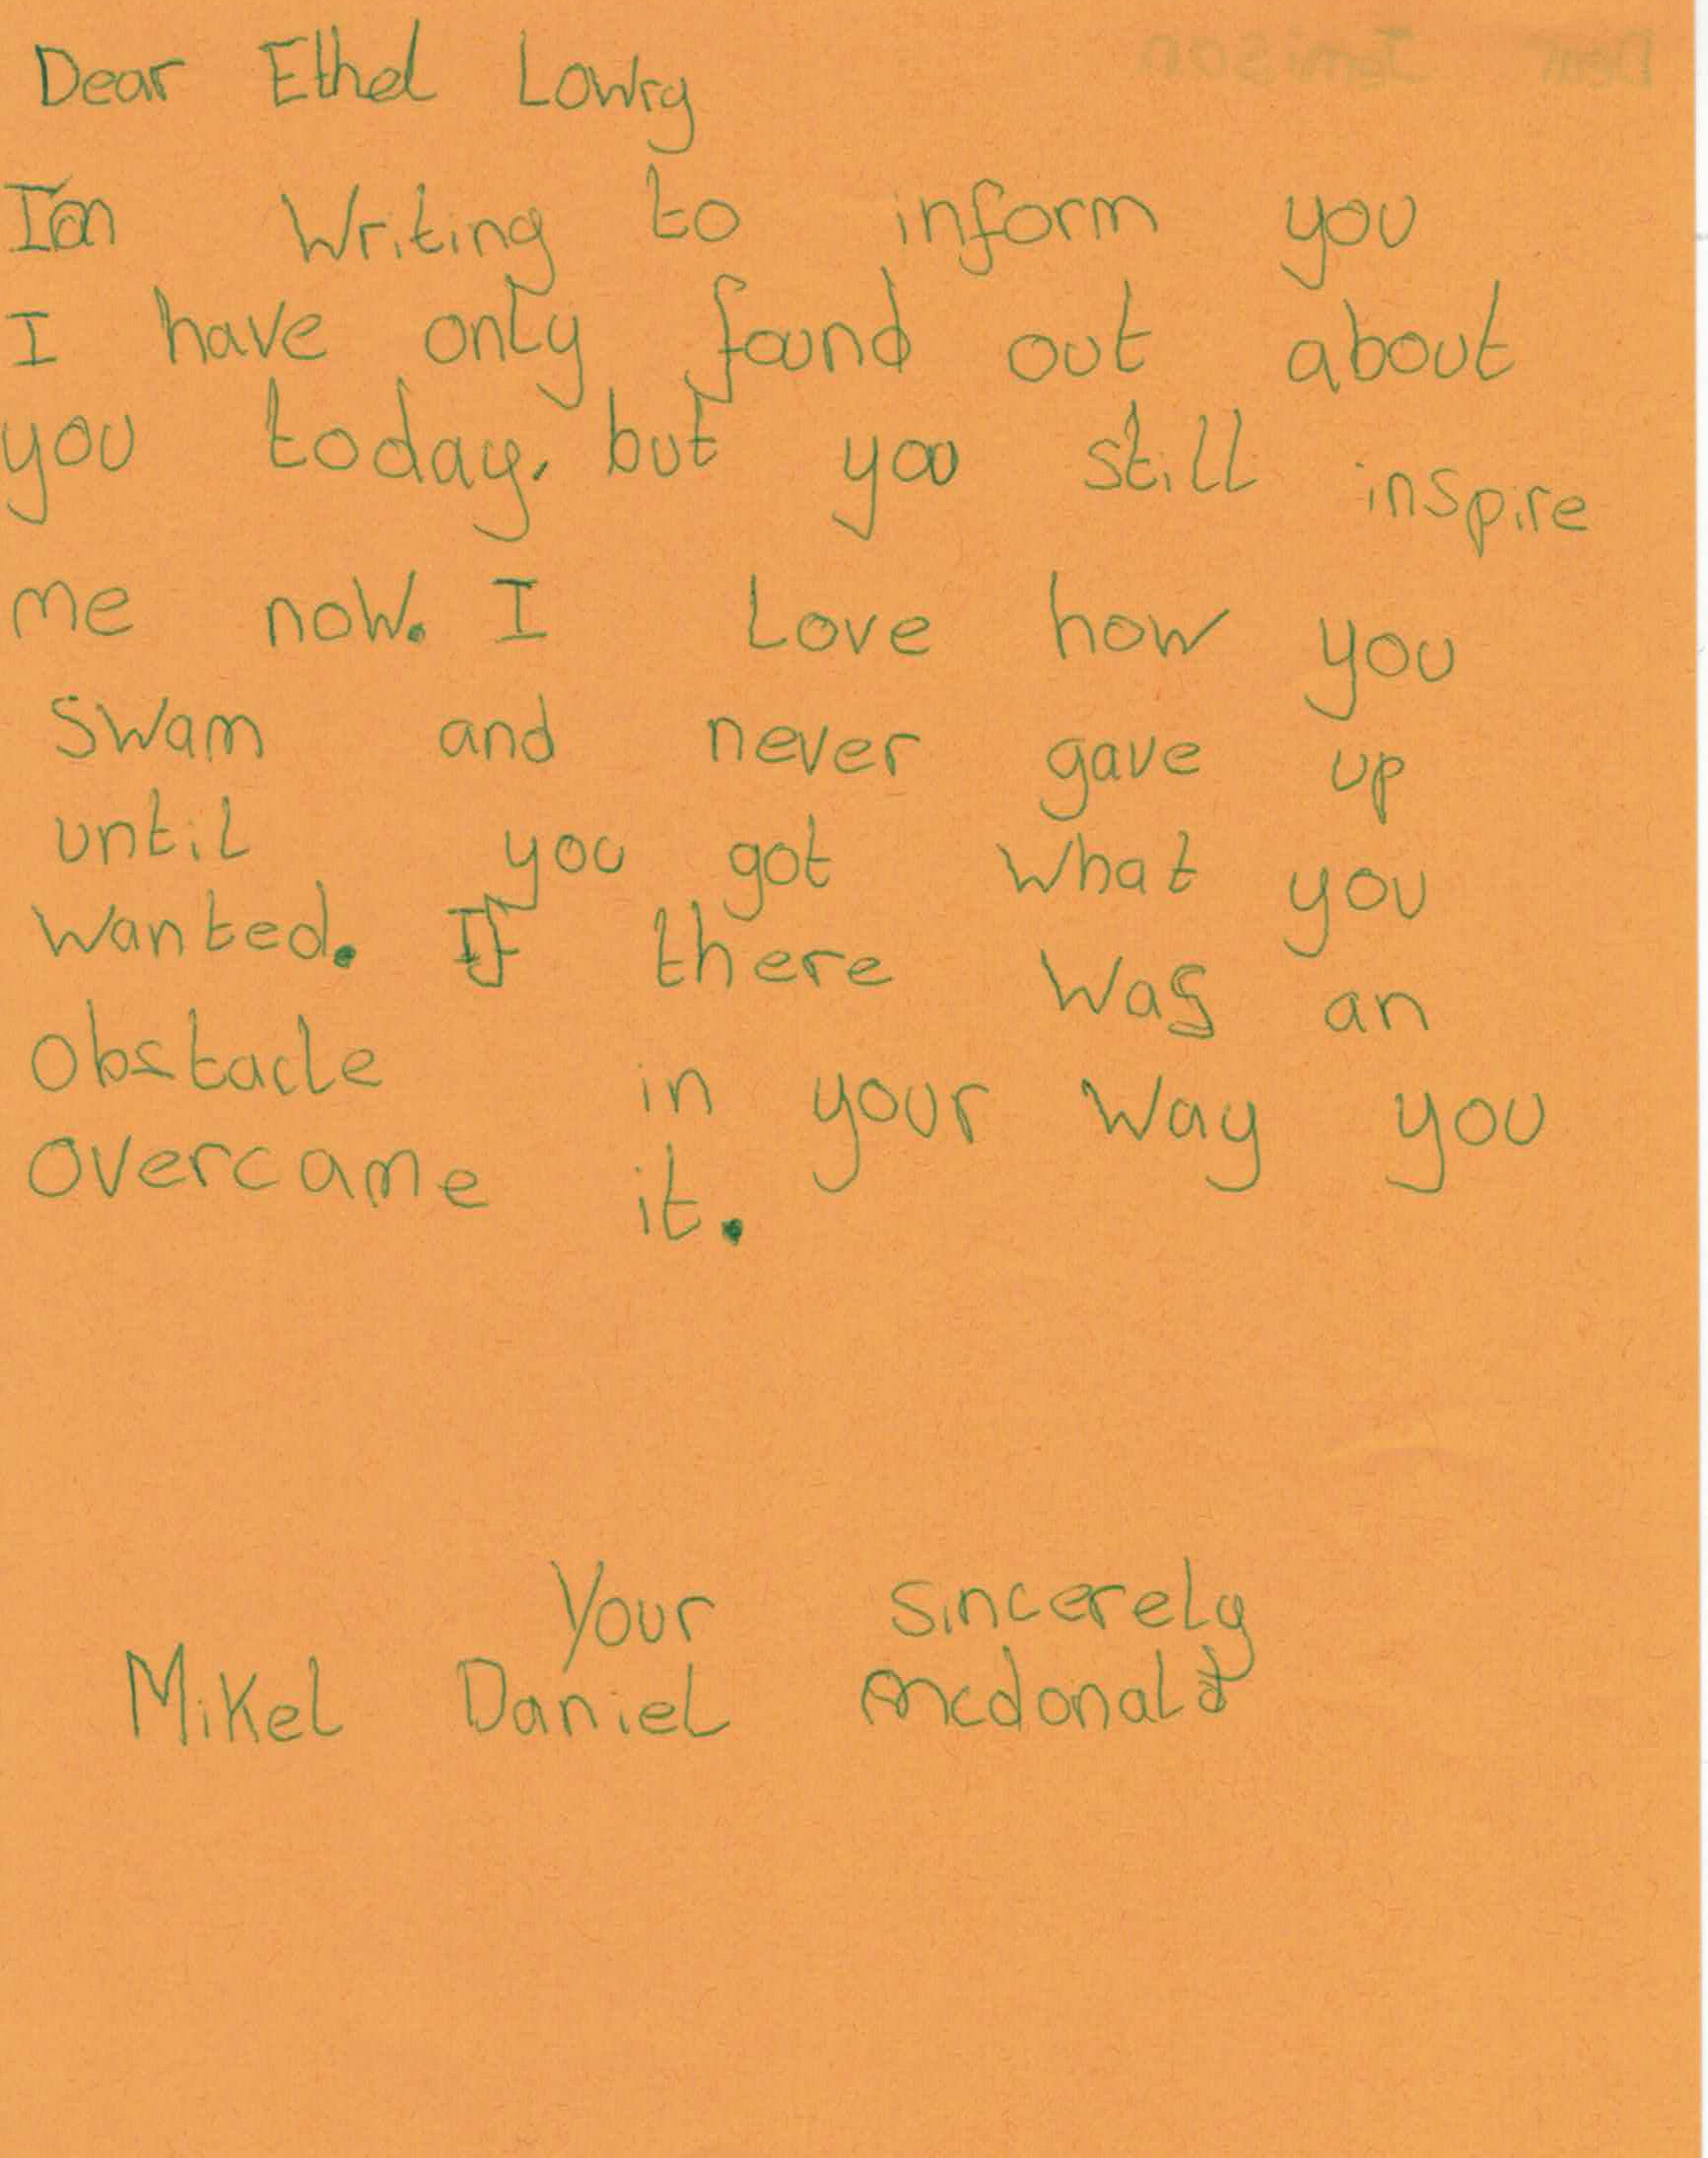 Dear Ethel Lowry
I'm Writing to inform you
I have only found out about
you today, but you still inspire
me now. I Love how you
Swam and never gave up
until you got what you
wanted. If there was an
Obstacle in your way you
overcame it.
Your sincerely
Mikel Daniel Mcdonald
Dear Jemison